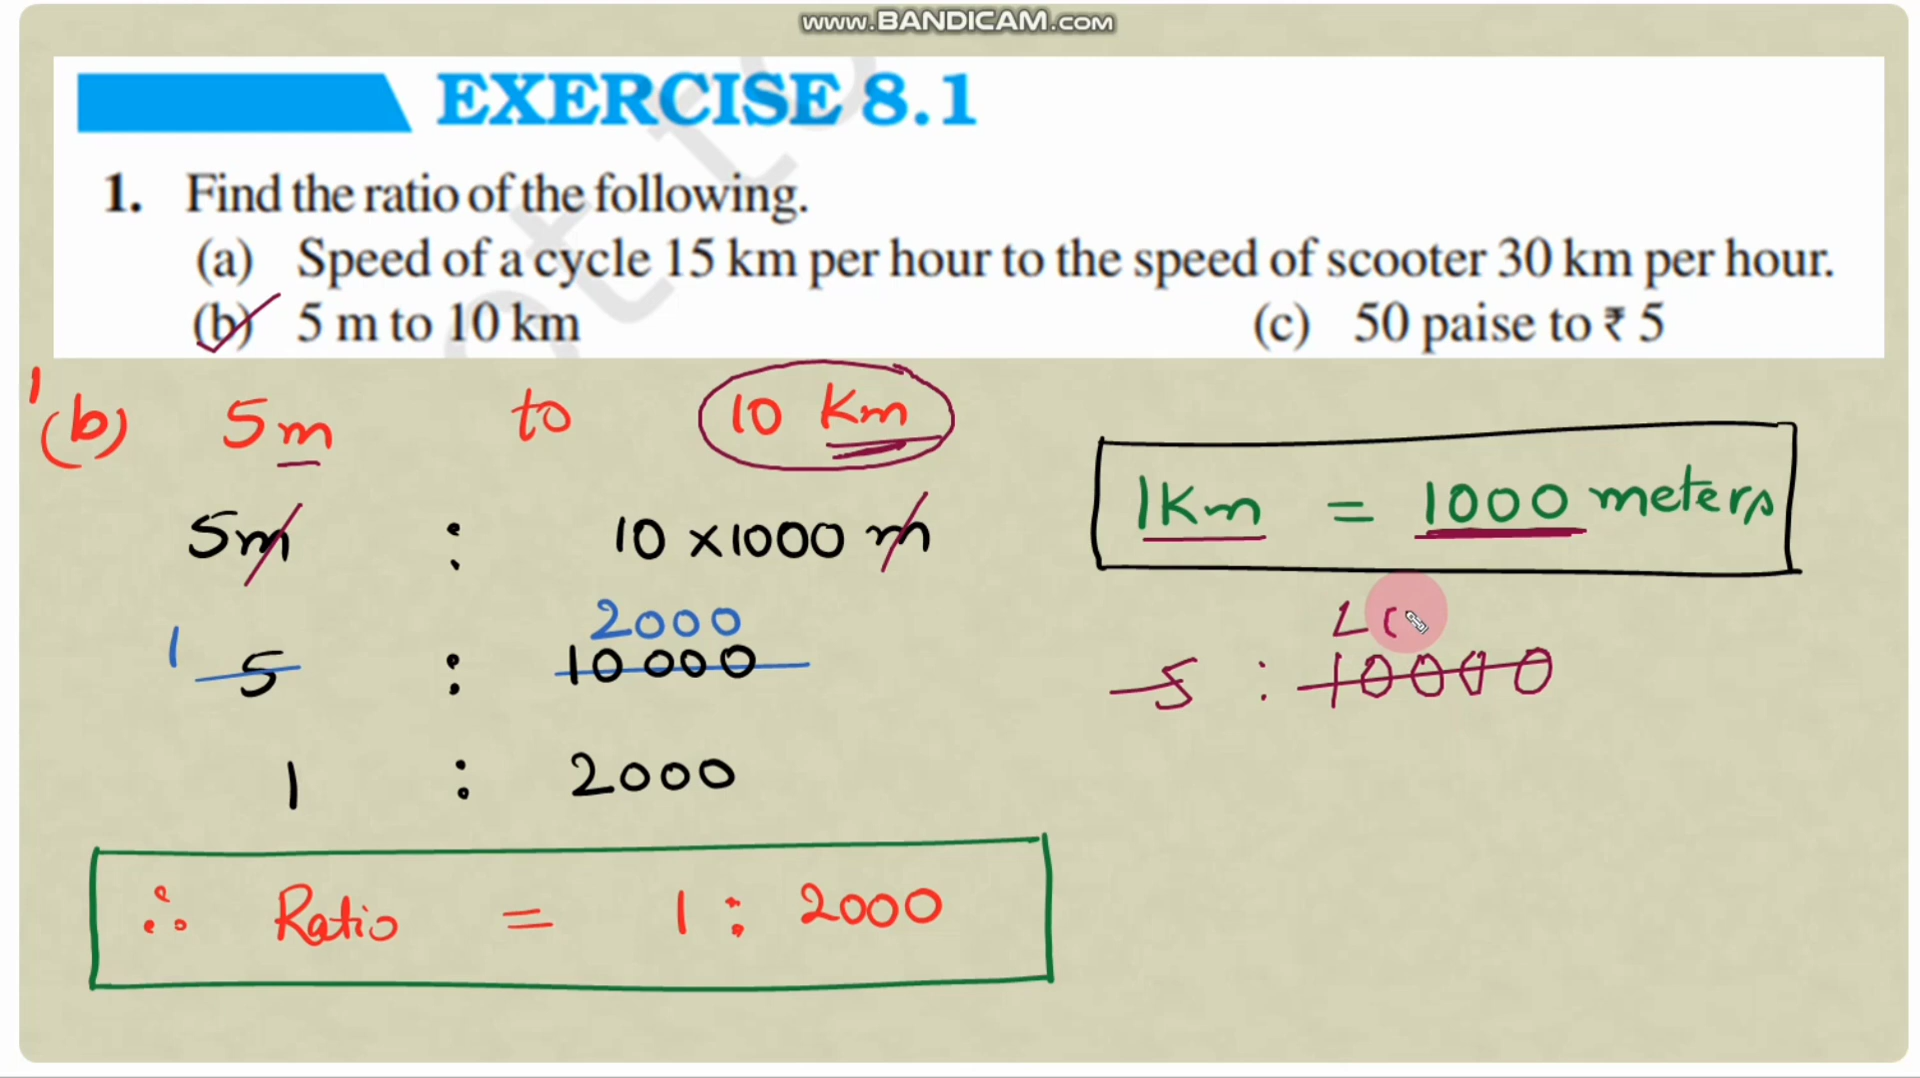 www.BANDICAM.com
EXERCISE 8.1
1. Find the ratio of the following.
(a) Speed of a cycle 15 km per hour to the speed of scooter 30 km per hour.
(b) 5 m to 10 km (c) 50 paise to ₹ 5
1(b) 5m to 10 Km
1Km = 1000 meters
5m : 10 ×1000 m
2000
1 5 : 10000
5 : 10000
1 : 2000
∴ Ratio = 1 : 2000